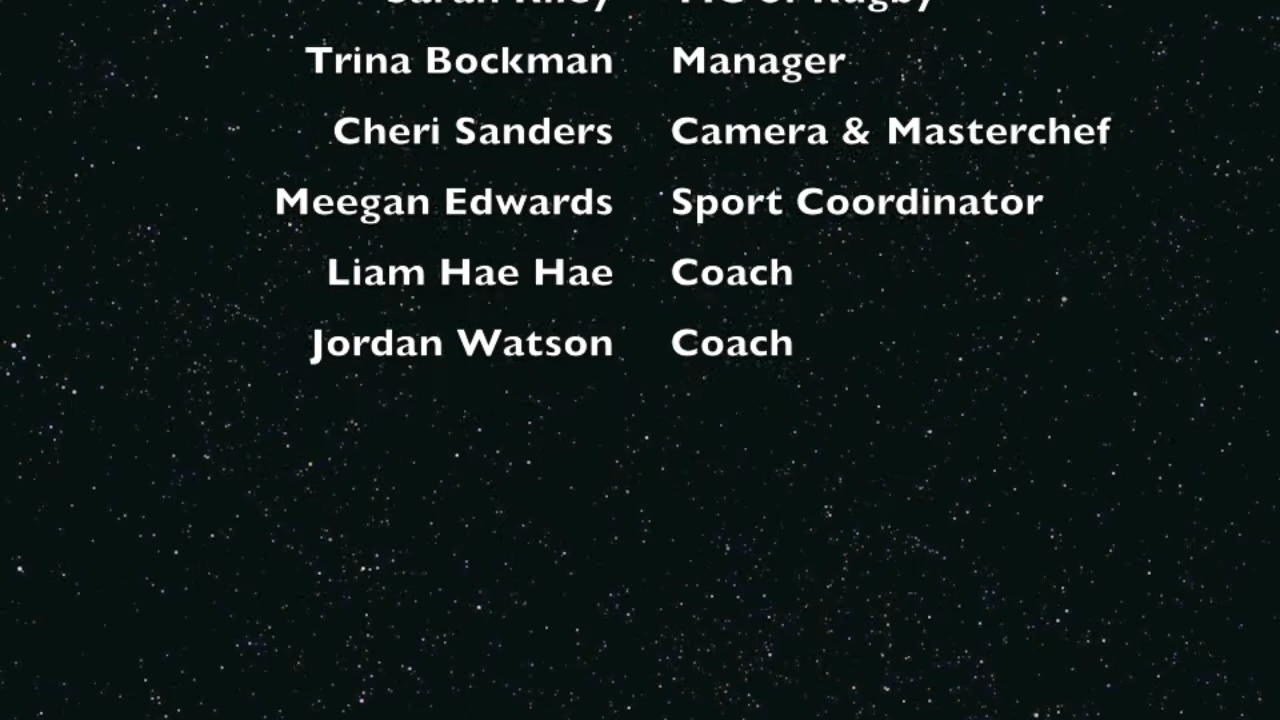 Trina Bockman Manager
Cheri Sanders Camera & Masterchef
Meegan Edwards Sport Coordinator
Liam Hae Hae Coach
Jordan Watson Coach